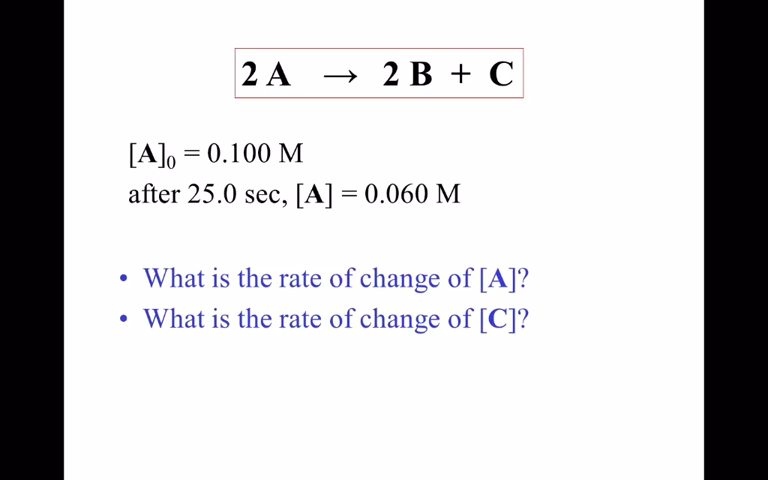 2 A → 2 B + C
[A]₀ = 0.100 M
after 25.0 sec, [A] = 0.060 M
• What is the rate of change of [A]?
• What is the rate of change of [C]?